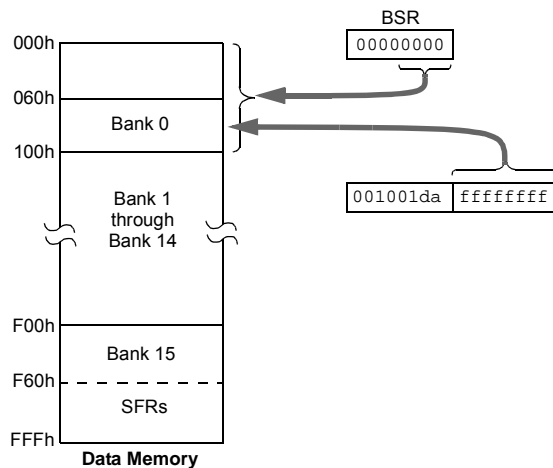 BSR
00000000
000h
060h
Bank 0
100h
Bank 1
through
Bank 14
001001da ffffffff
F00h
Bank 15
F60h
SFRs
FFFh
Data Memory